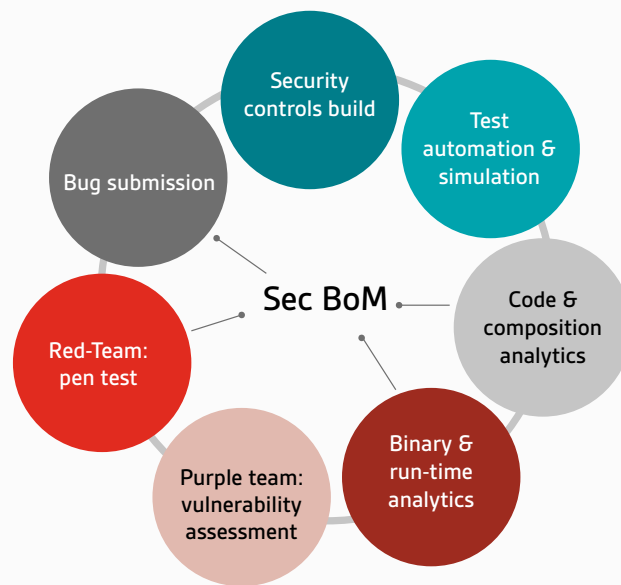 Security
controls build
Test
automation &
simulation
Bug submission
Sec BoM
Code &
composition
analytics
Red-Team:
pen test
Binary &
run-time
analytics
Purple team:
vulnerability
assessment